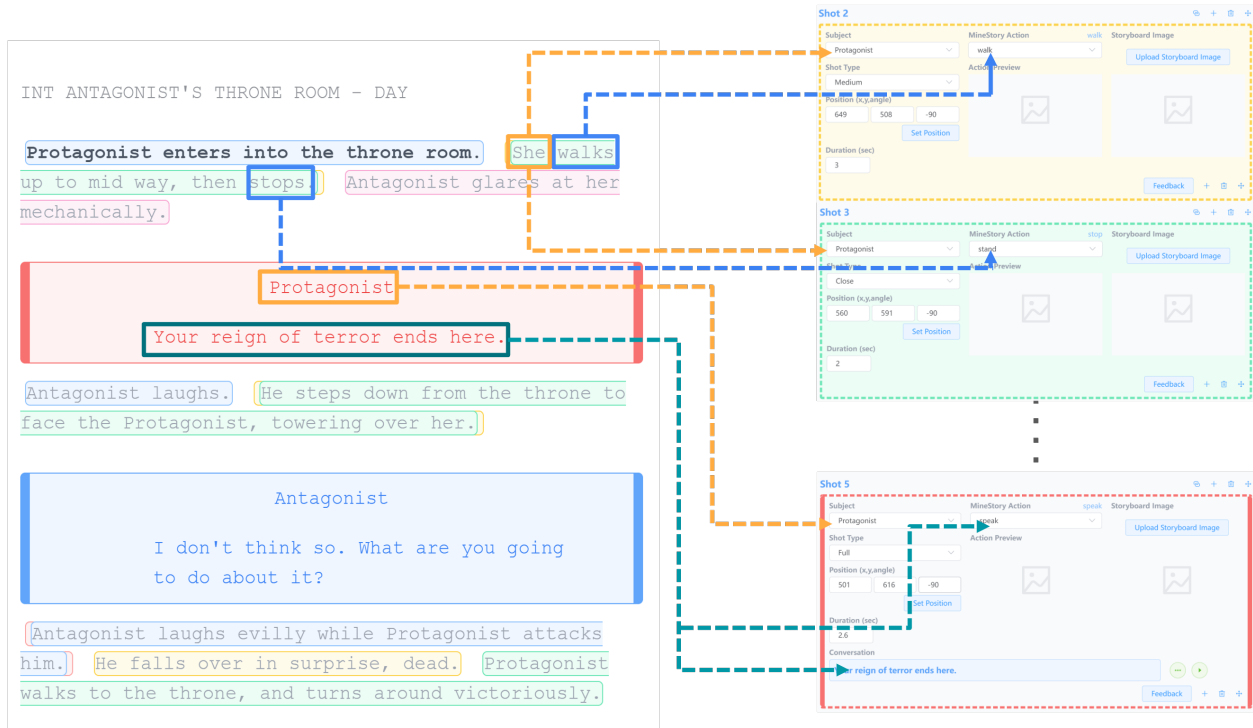 INT ANTAGONIST'S THRONE ROOM – DAY
Protagonist enters into the throne room. She walks
up to mid way, then stops. Antagonist glares at her
mechanically.
Protagonist
Your reign of terror ends here.
Antagonist laughs. He steps down from the throne to
face the Protagonist, towering over her.
Antagonist
I don't think so. What are you going
to do about it?
Antagonist laughs evilly while Protagonist attacks
him. He falls over in surprise, dead. Protagonist
walks to the throne, and turns around victoriously.
Shot 2
Subject MineStory Action walk Storyboard Image
Protagonist walk Upload Storyboard Image
Shot Type Action Preview
Medium
Position (x,y,angle)
649 508 -90
Set Position
Duration (sec)
3
Feedback
Shot 3
Subject MineStory Action stop Storyboard Image
Protagonist stand Upload Storyboard Image
Shot Type Action Preview
Close
Position (x,y,angle)
560 591 -90
Set Position
Duration (sec)
2
Feedback
Shot 5
Subject MineStory Action speak Storyboard Image
Protagonist speak Upload Storyboard Image
Shot Type Action Preview
Full
Position (x,y,angle)
501 616 -90
Set Position
Duration (sec)
2.6
Conversation
Your reign of terror ends here.
Feedback